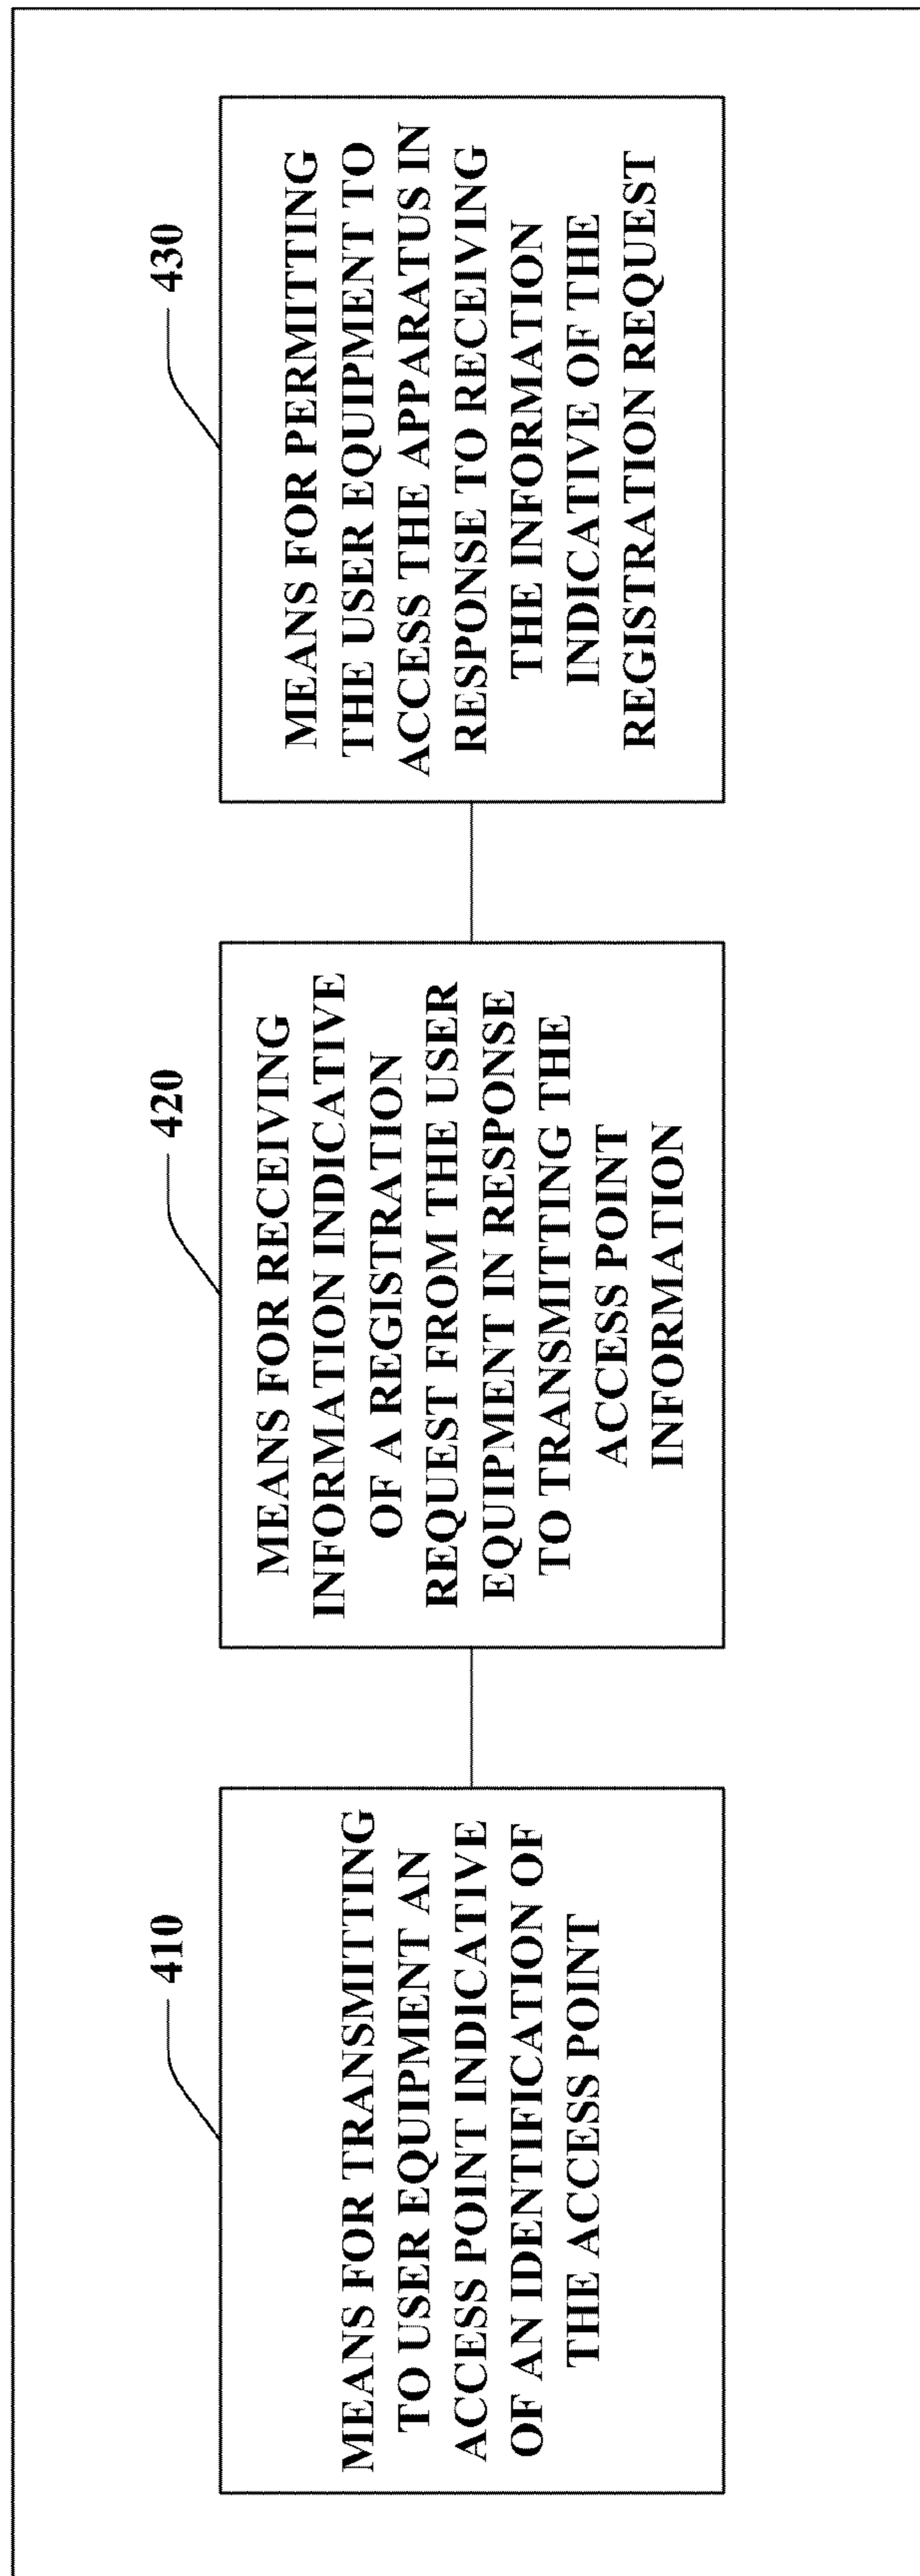 410
MEANS FOR TRANSMITTING
TO USER EQUIPMENT AN
ACCESS POINT INDICATIVE
OF AN IDENTIFICATION OF
THE ACCESS POINT
420
MEANS FOR RECEIVING
INFORMATION INDICATIVE
OF A REGISTRATION
REQUEST FROM THE USER
EQUIPMENT IN RESPONSE
TO TRANSMITTING THE
ACCESS POINT
INFORMATION
430
MEANS FOR PERMITTING
THE USER EQUIPMENT TO
ACCESS THE APPARATUS IN
RESPONSE TO RECEIVING
THE INFORMATION
INDICATIVE OF THE
REGISTRATION REQUEST